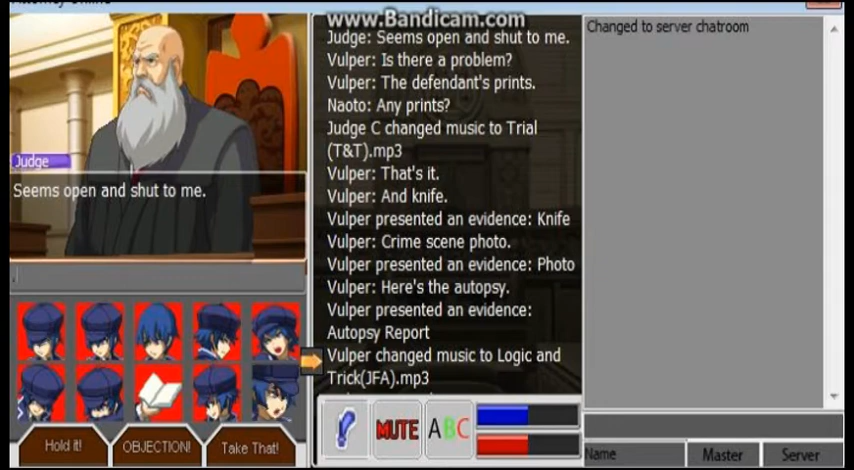 Attorney Online
www.Bandicam.com
Judge: Seems open and shut to me.
Vulper: Is there a problem?
Vulper: The defendant's prints.
Naoto: Any prints?
Judge C changed music to Trial
(T&T).mp3
Vulper: That's it.
Vulper: And knife.
Vulper presented an evidence: Knife
Vulper: Crime scene photo.
Vulper presented an evidence: Photo
Vulper: Here's the autopsy.
Vulper presented an evidence:
Autopsy Report
Vulper changed music to Logic and
Trick(JFA).mp3
Changed to server chatroom
Judge
Seems open and shut to me.
Hold it!
OBJECTION!
Take That!
MUTE
ABC
Name
Master
Server